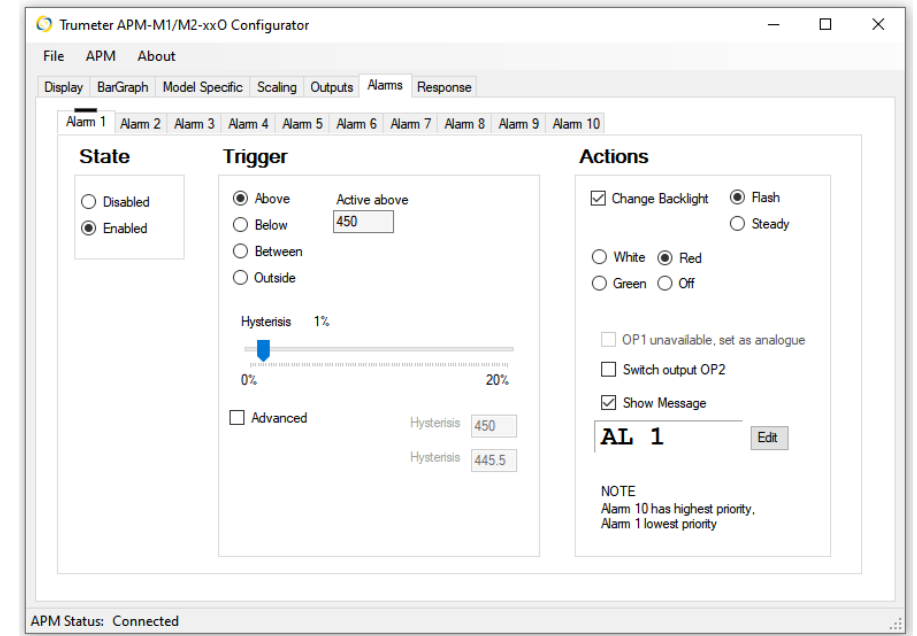 Trumeter APM-M1/M2-xxO Configurator
File APM About
Display BarGraph Model Specific Scaling Outputs Alarms Response
Alarm 1 Alarm 2 Alarm 3 Alarm 4 Alarm 5 Alarm 6 Alarm 7 Alarm 8 Alarm 9 Alarm 10
State
Disabled
Enabled
Trigger
Above
Below
Between
Outside
Active above
450
Hysterisis 1%
0% 20%
Advanced
Hysterisis 450
Hysterisis 445.5
Actions
Change Backlight
Flash
Steady
White Red
Green Off
OP1 unavailable, set as analogue
Switch output OP2
Show Message
AL 1 Edit
NOTE
Alarm 10 has highest priority,
Alarm 1 lowest priority
APM Status: Connected